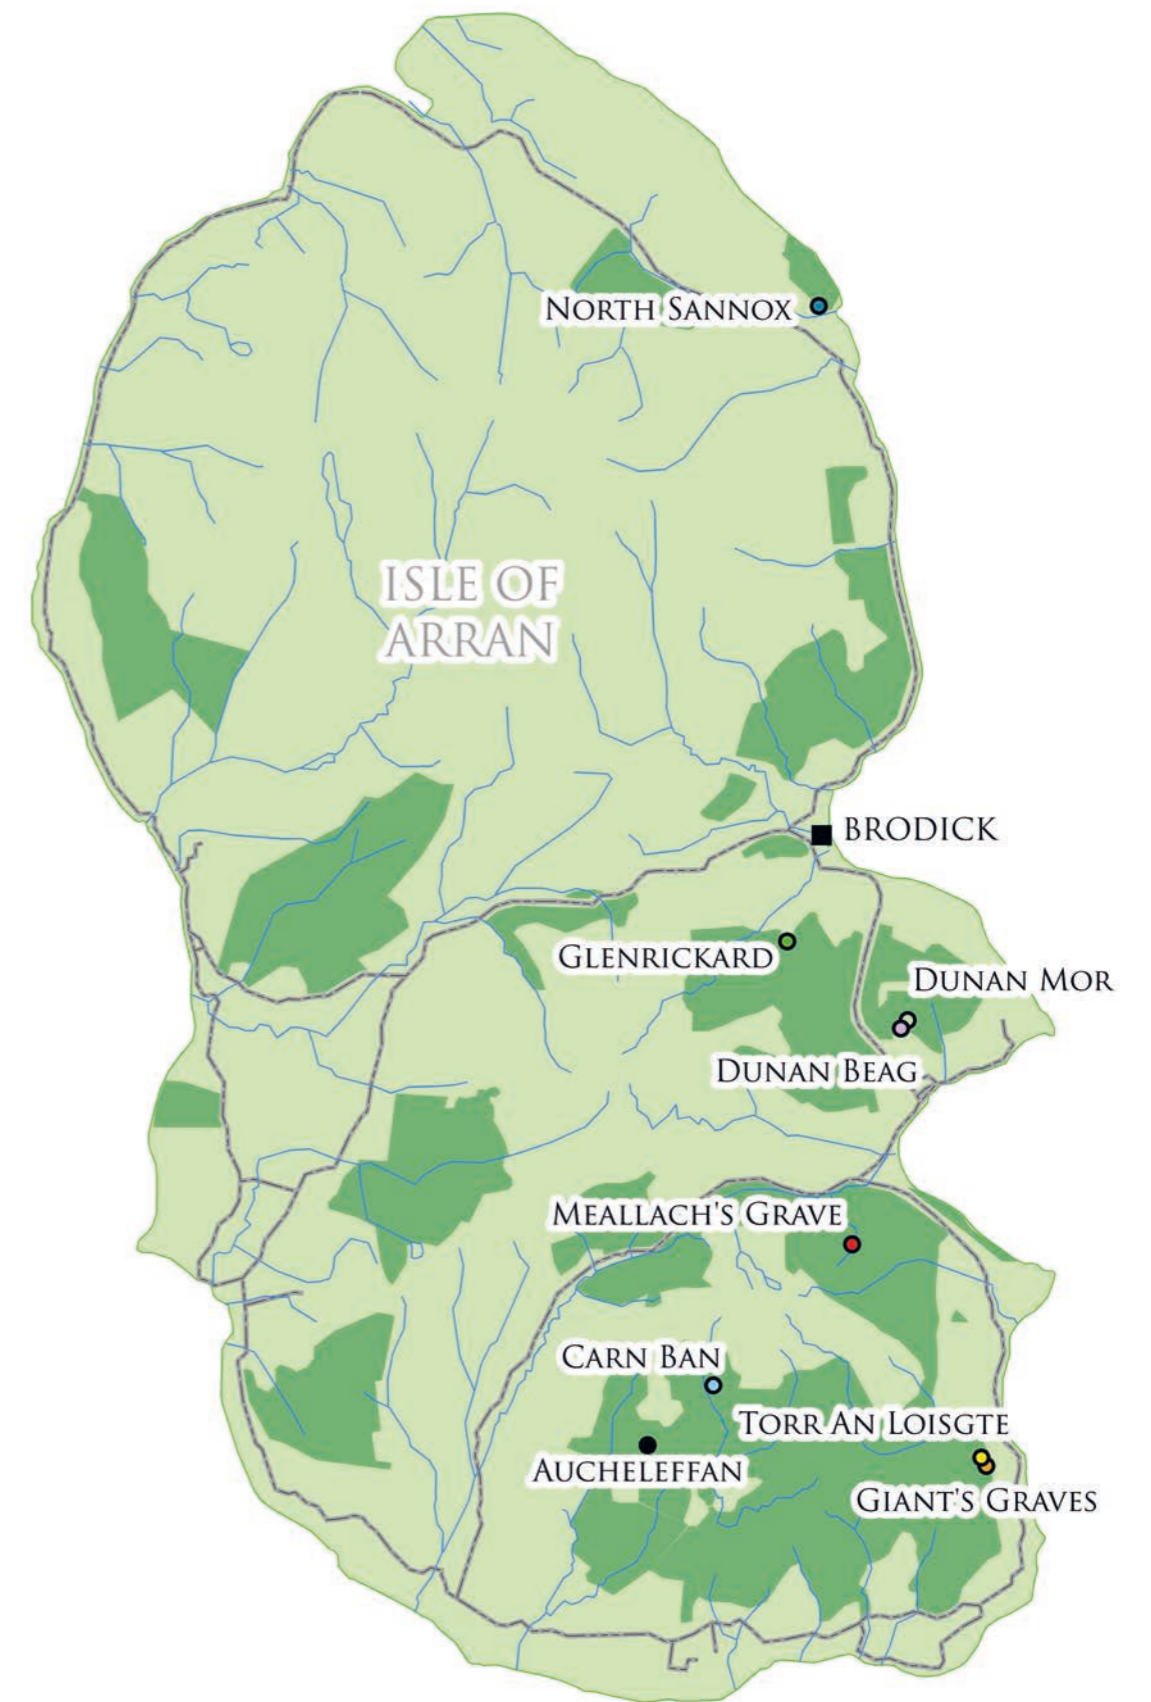 NORTH SANNOX
ISLE OF
ARRAN
BRODICK
GLENRICKARD
DUNAN MOR
DUNAN BEAG
MEALLACH'S GRAVE
CARN BAN
TORR AN LOISGTE
AUCHELEFFAN
GIANT'S GRAVES